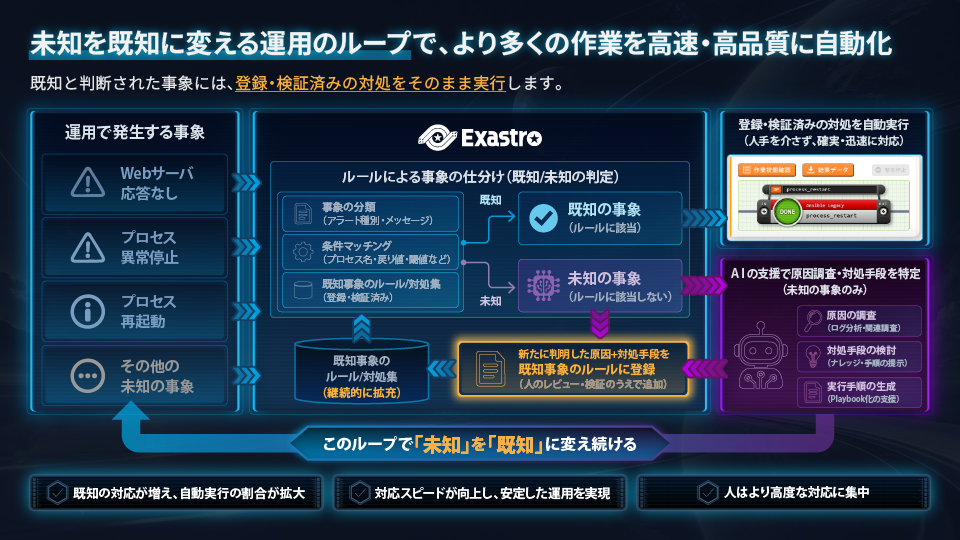 未知を既知に変える運用のループで、より多くの作業を高速・高品質に自動化
既知と判断された事象には、登録・検証済みの対処をそのまま実行します。
運用で発生する事象
Webサーバ
応答なし
プロセス
異常停止
プロセス
再起動
その他の
未知の事象
Exastro
ルールによる事象の仕分け（既知/未知の判定）
事象の分類
（アラート種別・メッセージ）
条件マッチング
（プロセス名・戻り値・閾値など）
既知事象のルール/対処集
（登録・検証済み）
既知
未知
既知の事象
（ルールに該当）
未知の事象
（ルールに該当しない）
既知事象の
ルール/対処集
（継続的に拡充）
新たに判明した原因+対処手段を
既知事象のルールに登録
（人のレビュー・検証のうえで追加）
登録・検証済みの対処を自動実行
（人手を介さず、確実・迅速に対応）
作業状態確認
結果データ
process_restart
DONE
Ansible Legacy
process_restart
AIの支援で原因調査・対処手段を特定
（未知の事象のみ）
原因の調査
（ログ分析・関連調査）
対処手段の検討
（ナレッジ・手順の提示）
実行手順の生成
（Playbook化の支援）
このループで「未知」を「既知」に変え続ける
既知の対応が増え、自動実行の割合が拡大
対応スピードが向上し、安定した運用を実現
人はより高度な対応に集中